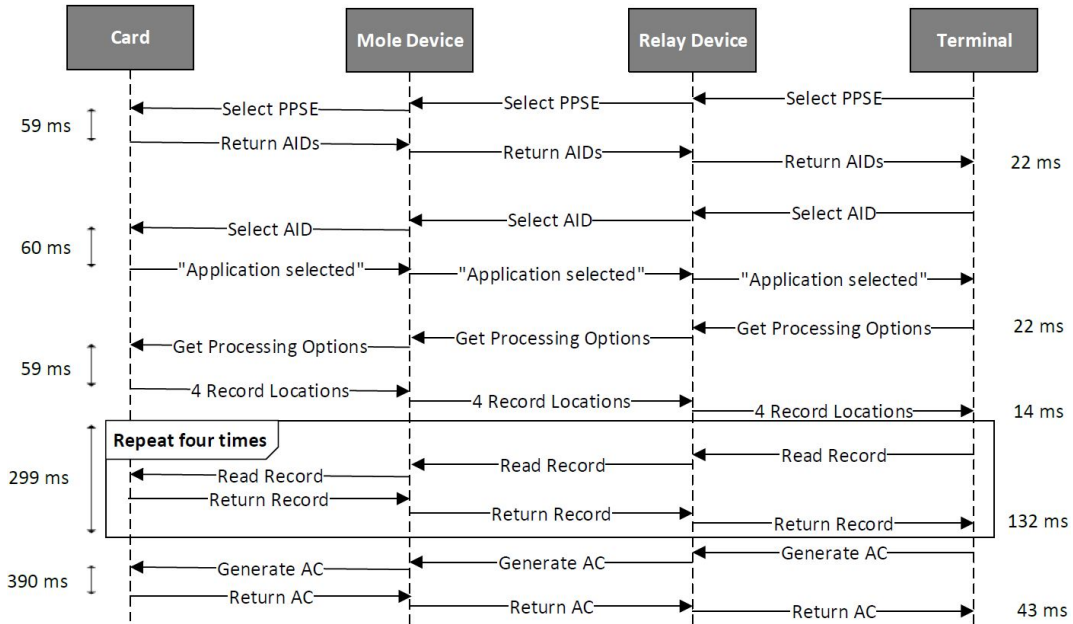 Card
Mole Device
Relay Device
Terminal
Select PPSE
Select PPSE
Select PPSE
59 ms
Return AIDs
Return AIDs
Return AIDs
22 ms
Select AID
Select AID
Select AID
60 ms
"Application selected"
"Application selected"
"Application selected"
Get Processing Options
Get Processing Options
Get Processing Options
22 ms
59 ms
4 Record Locations
4 Record Locations
4 Record Locations
14 ms
Repeat four times
Read Record
Read Record
Read Record
299 ms
Return Record
Return Record
Return Record
132 ms
Generate AC
Generate AC
Generate AC
390 ms
Return AC
Return AC
Return AC
43 ms